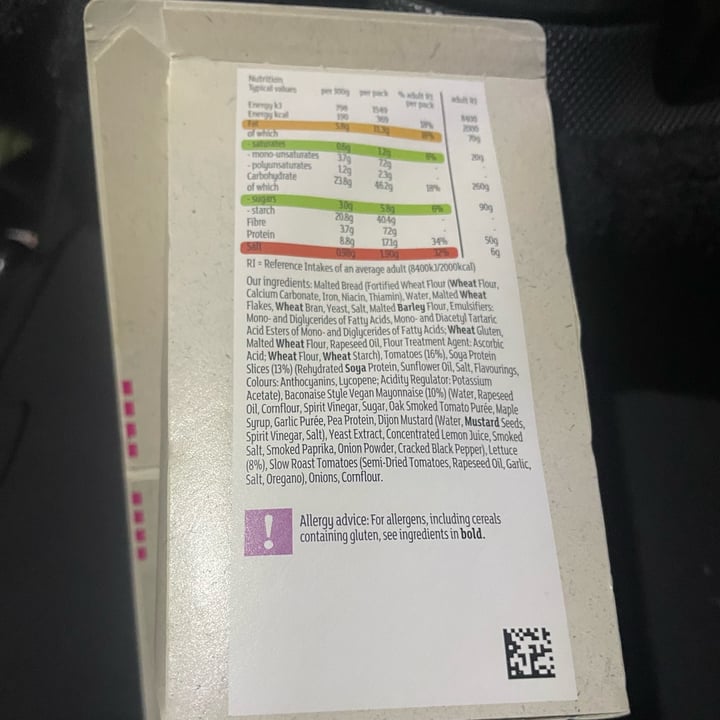 Nutrition
Typical values per 100g per pack % adult RI per pack adult RI
Energy kJ 798 1549 8400
Energy kcal 190 369 18% 2000
Fat 5.8g 11.3g 16% 70g
of which
- saturates 0.6g 1.2g 6% 20g
- mono-unsaturates 3.7g 7.2g -
- polyunsaturates 1.2g 2.3g -
Carbohydrate 23.8g 46.2g 18% 260g
of which
- sugars 3.0g 5.8g 6% 90g
- starch 20.8g 40.4g -
Fibre 3.7g 7.2g -
Protein 8.8g 17.1g 34% 50g
Salt 0.98g 1.90g 32% 6g
RI = Reference Intakes of an average adult (8400kJ/2000kcal)
Our ingredients: Malted Bread (Fortified Wheat Flour (Wheat Flour,
Calcium Carbonate, Iron, Niacin, Thiamin), Water, Malted Wheat
Flakes, Wheat Bran, Yeast, Salt, Malted Barley Flour, Emulsifiers:
Mono- and Diglycerides of Fatty Acids, Mono- and Diacetyl Tartaric
Acid Esters of Mono- and Diglycerides of Fatty Acids; Wheat Gluten,
Malted Wheat Flour, Rapeseed Oil, Flour Treatment Agent: Ascorbic
Acid; Wheat Flour, Wheat Starch), Tomatoes (16%), Soya Protein
Slices (13%) (Rehydrated Soya Protein, Sunflower Oil, Salt, Flavourings,
Colours: Anthocyanins, Lycopene; Acidity Regulator: Potassium
Acetate), Baconaise Style Vegan Mayonnaise (10%) (Water, Rapeseed
Oil, Cornflour, Spirit Vinegar, Sugar, Oak Smoked Tomato Purée, Maple
Syrup, Garlic Purée, Pea Protein, Dijon Mustard (Water, Mustard Seeds,
Spirit Vinegar, Salt), Yeast Extract, Concentrated Lemon Juice, Smoked
Salt, Smoked Paprika, Onion Powder, Cracked Black Pepper), Lettuce
(8%), Slow Roast Tomatoes (Semi-Dried Tomatoes, Rapeseed Oil, Garlic,
Salt, Oregano), Onions, Cornflour.
Allergy advice: For allergens, including cereals
containing gluten, see ingredients in bold.